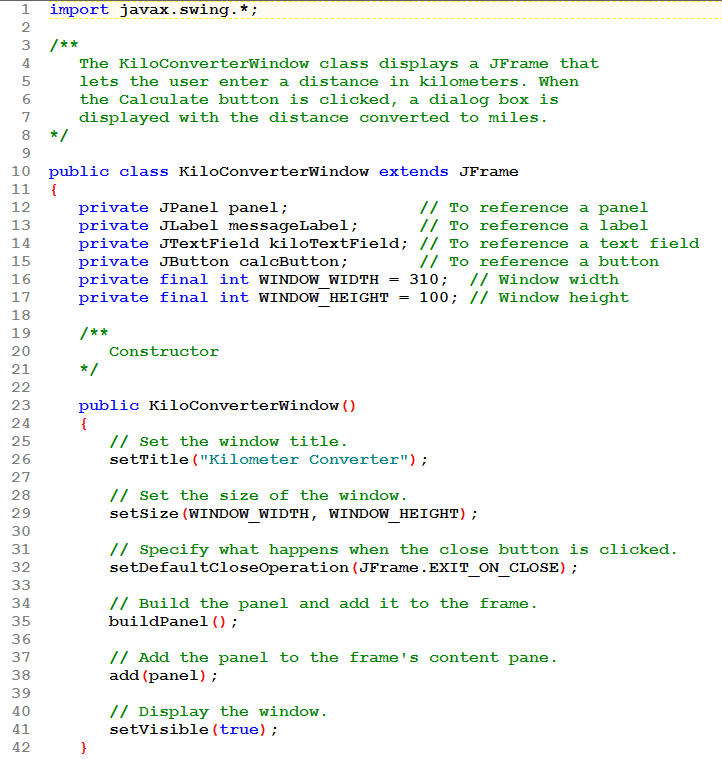 1 import javax.swing.*;
2
3 /**
4    The KiloConverterWindow class displays a JFrame that
5    lets the user enter a distance in kilometers. When
6    the Calculate button is clicked, a dialog box is
7    displayed with the distance converted to miles.
8 */
9
10 public class KiloConverterWindow extends JFrame
11 {
12    private JPanel panel;             // To reference a panel
13    private JLabel messageLabel;      // To reference a label
14    private JTextField kiloTextField; // To reference a text field
15    private JButton calcButton;       // To reference a button
16    private final int WINDOW_WIDTH = 310;  // Window width
17    private final int WINDOW_HEIGHT = 100; // Window height
18
19    /**
20       Constructor
21    */
22
23    public KiloConverterWindow()
24    {
25       // Set the window title.
26       setTitle("Kilometer Converter");
27
28       // Set the size of the window.
29       setSize(WINDOW_WIDTH, WINDOW_HEIGHT);
30
31       // Specify what happens when the close button is clicked.
32       setDefaultCloseOperation(JFrame.EXIT_ON_CLOSE);
33
34       // Build the panel and add it to the frame.
35       buildPanel();
36
37       // Add the panel to the frame's content pane.
38       add(panel);
39
40       // Display the window.
41       setVisible(true);
42    }